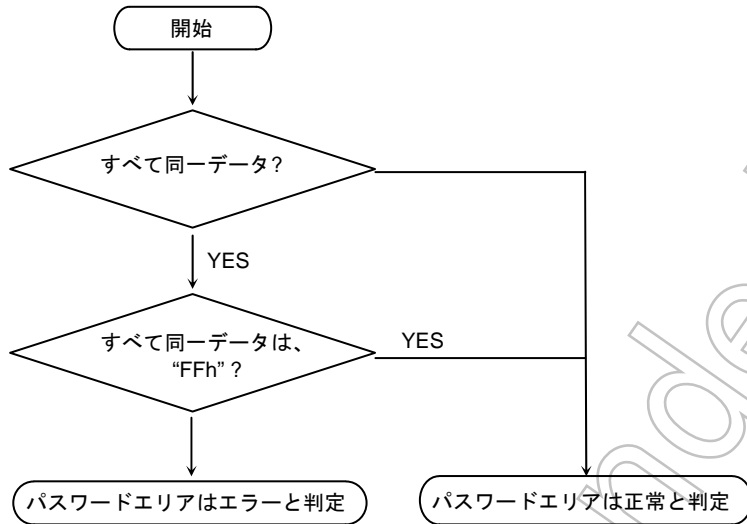 開始
すべて同一データ?
YES
すべて同一データは、
“FFh” ?
YES
パスワードエリアはエラーと判定
パスワードエリアは正常と判定